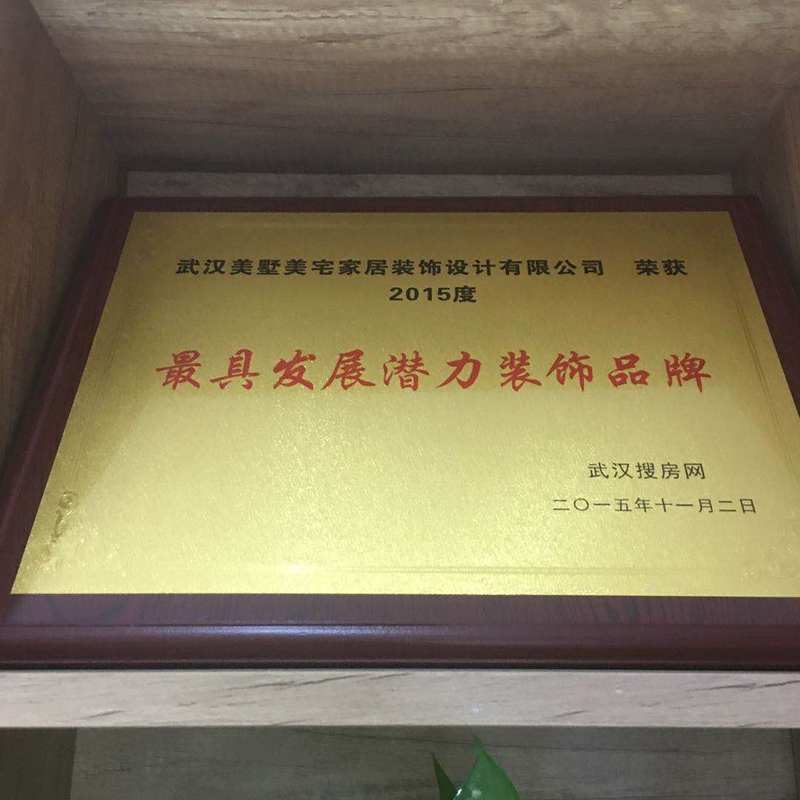 武汉美墅美宅家居装饰设计有限公司 荣获
2015度
最具发展潜力装饰品牌
武汉搜房网
二〇一五年十一月二日